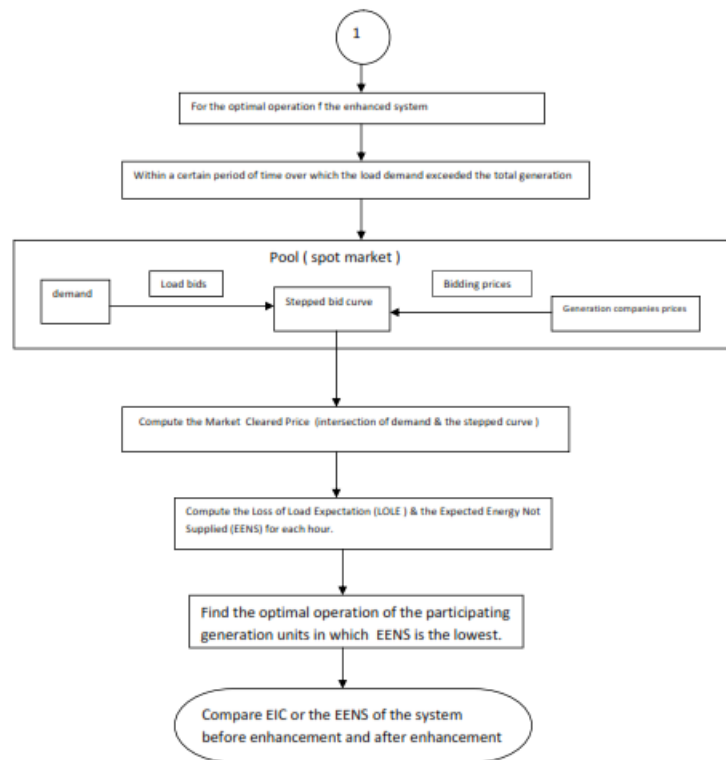 1
For the optimal operation f the enhanced system
Within a certain period of time over which the load demand exceeded the total generation
Pool ( spot market )
demand
Load bids
Stepped bid curve
Bidding prices
Generation companies prices
Compute the Market Cleared Price (intersection of demand & the stepped curve )
Compute the Loss of Load Expectation (LOLE ) & the Expected Energy Not
Supplied (EENS) for each hour.
Find the optimal operation of the participating
generation units in which EENS is the lowest.
Compare EIC or the EENS of the system
before enhancement and after enhancement